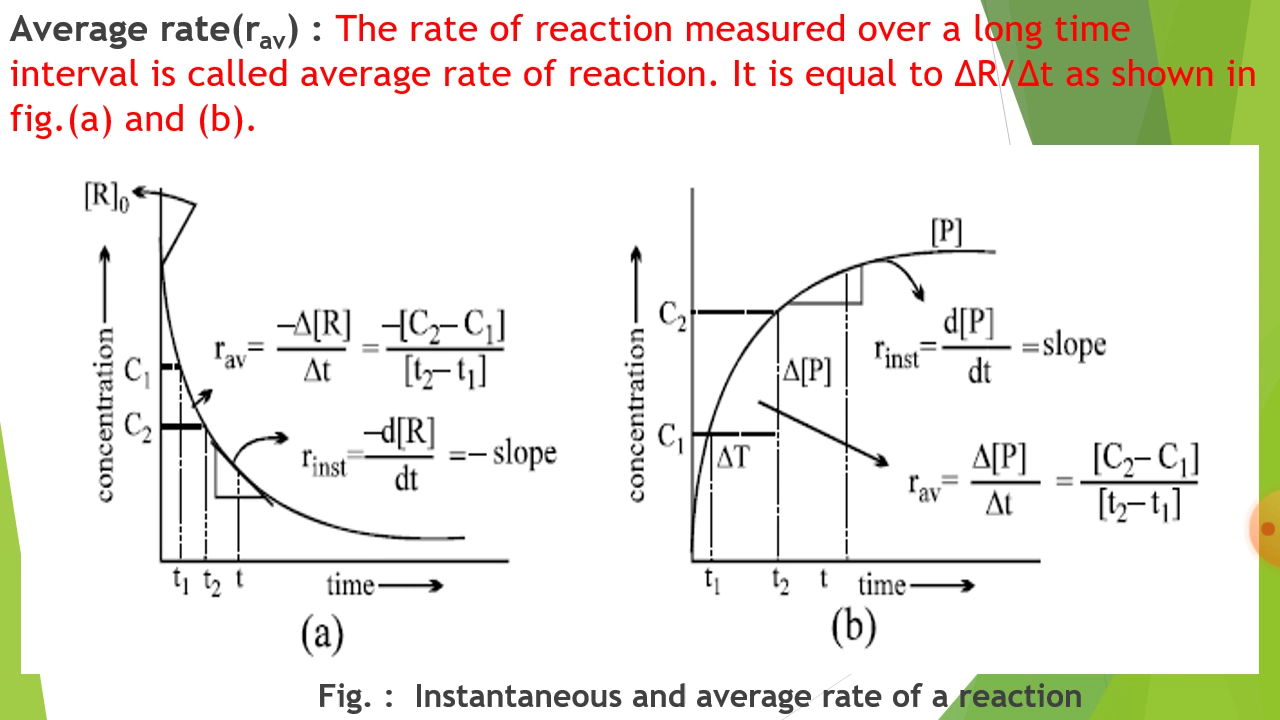 Average rate(rav) : The rate of reaction measured over a long time
interval is called average rate of reaction. It is equal to ΔR/Δt as shown in
fig.(a) and (b).
[R]0
concentration
C1
C2
rav= –Δ[R]/Δt = –[C2–C1]/[t2–t1]
rinst= –d[R]/dt =– slope
t1 t2 t time
(a)
[P]
concentration
C2
C1
Δ[P]
ΔT
rinst= d[P]/dt =slope
rav= Δ[P]/Δt = [C2–C1]/[t2–t1]
t1 t2 t time
(b)
Fig. : Instantaneous and average rate of a reaction